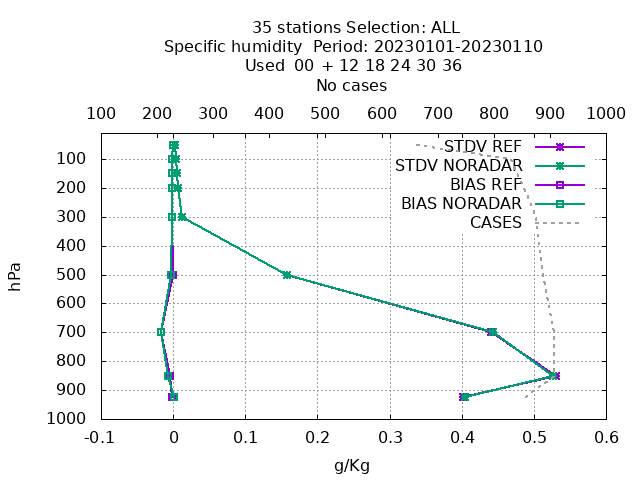 35 stations Selection: ALL
Specific humidity  Period: 20230101-20230110
Used  00 + 12 18 24 30 36
No cases
100 200 300 400 500 600 700 800 900 1000
STDV REF
STDV NORADAR
BIAS REF
BIAS NORADAR
CASES
hPa
100
200
300
400
500
600
700
800
900
1000
-0.1 0 0.1 0.2 0.3 0.4 0.5 0.6
g/Kg